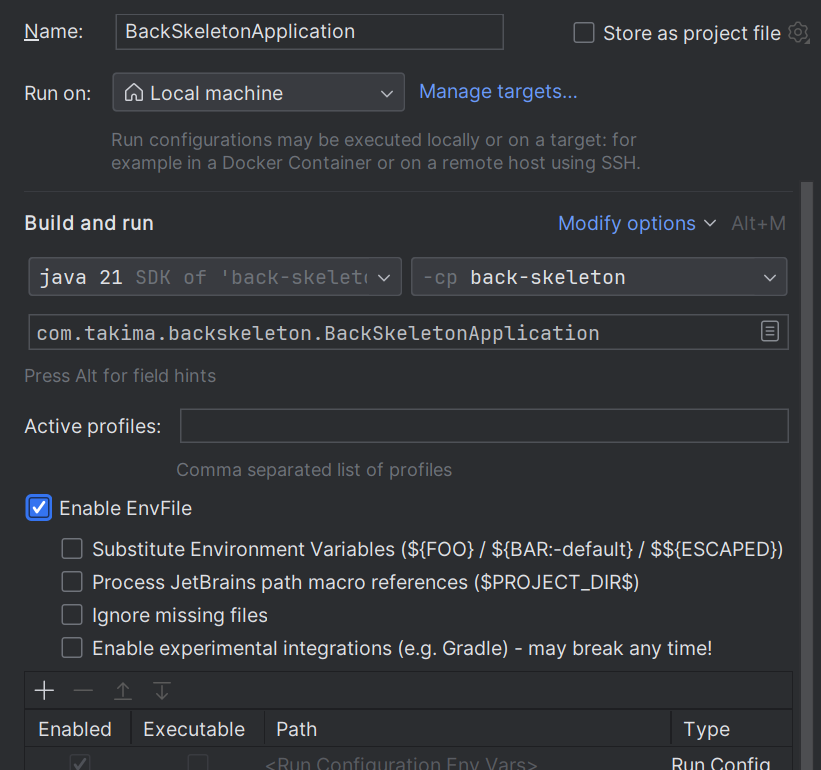 Name: BackSkeletonApplication Store as project file
Run on: Local machine Manage targets...
Run configurations may be executed locally or on a target: for
example in a Docker Container or on a remote host using SSH.
Build and run Modify options Alt+M
java 21 SDK of 'back-skelet -cp back-skeleton
com.takima.backskeleton.BackSkeletonApplication
Press Alt for field hints
Active profiles:
Comma separated list of profiles
Enable EnvFile
Substitute Environment Variables (${FOO} / ${BAR:-default} / $${ESCAPED})
Process JetBrains path macro references ($PROJECT_DIR$)
Ignore missing files
Enable experimental integrations (e.g. Gradle) - may break any time!
Enabled Executable Path Type
<Run Configuration Env Vars> Run Config